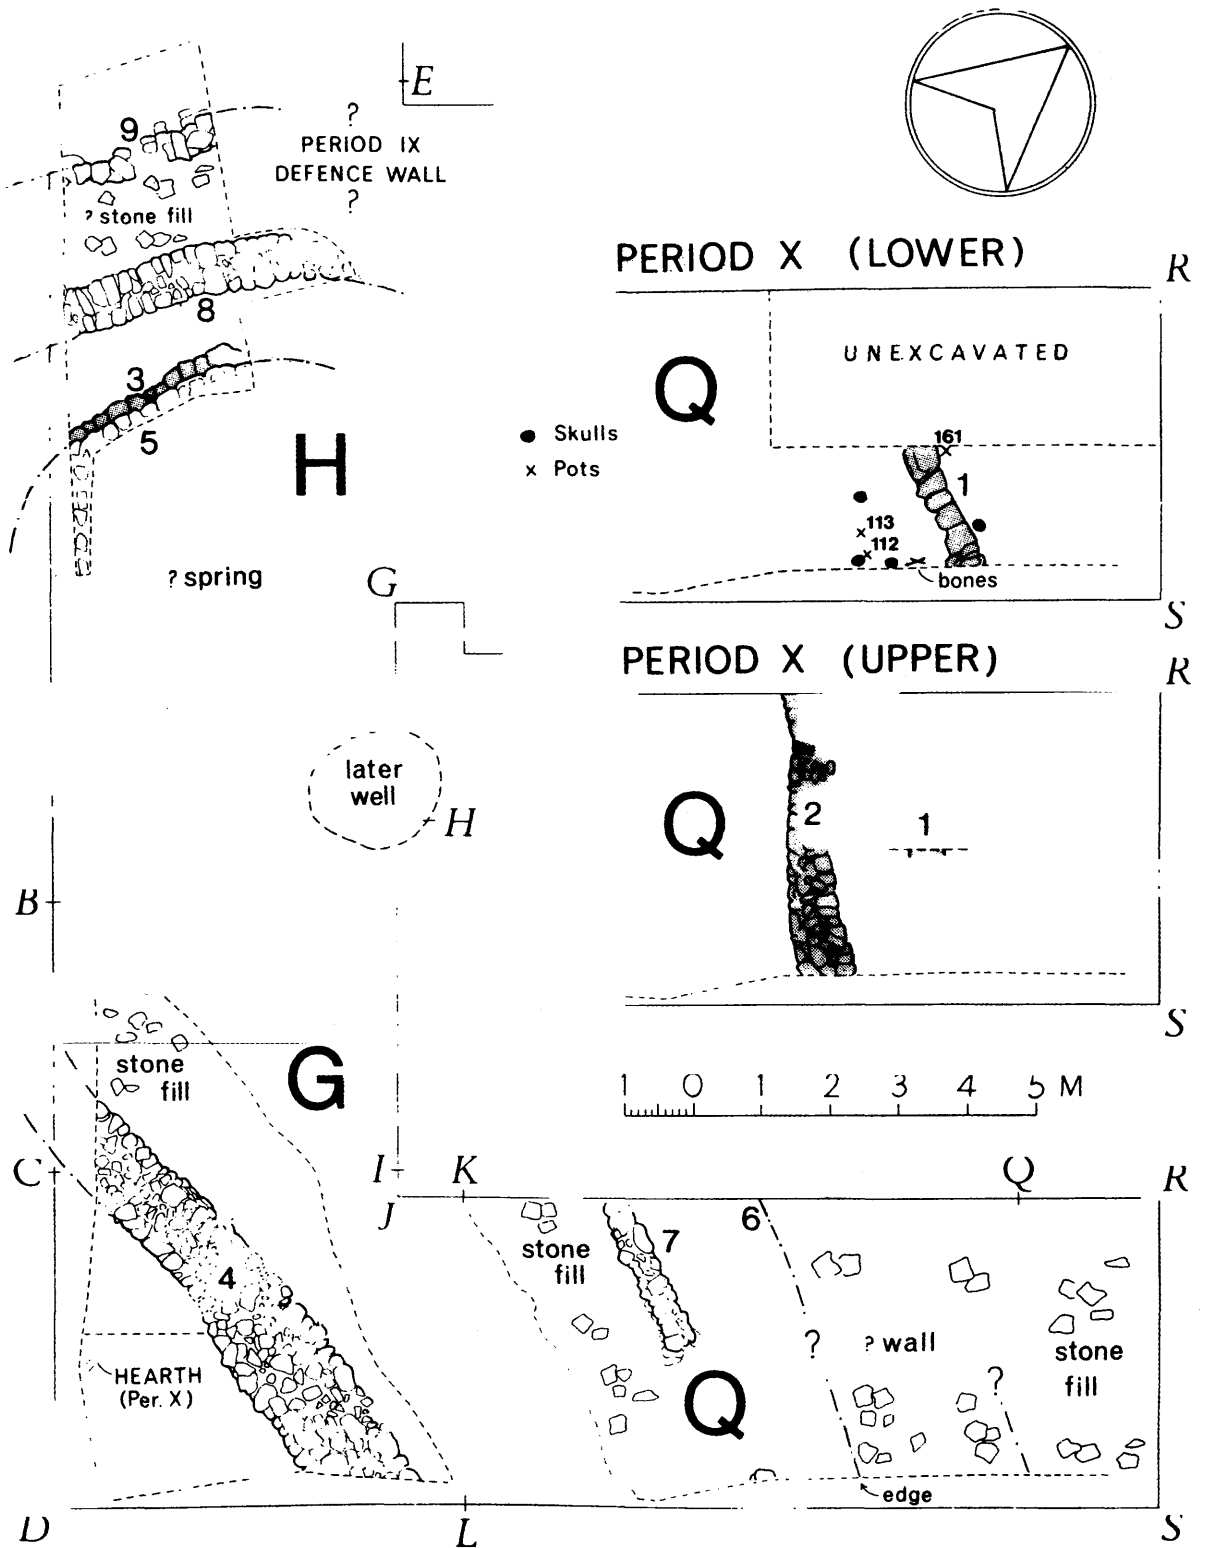 E
9
?
PERIOD IX
DEFENCE WALL
?
? stone fill
8
3
5
H
? spring
G
PERIOD X (LOWER)
R
UNEXCAVATED
Q
Skulls
x Pots
161
1
113
112
bones
S
PERIOD X (UPPER)
R
Q
2
1
S
later
well
H
B
1 0 1 2 3 4 5 M
stone
fill
G
C
I
J
K
Q
R
4
HEARTH
(Per. X)
stone
fill
7
6
Q
?
? wall
?
stone
fill
edge
D
L
S